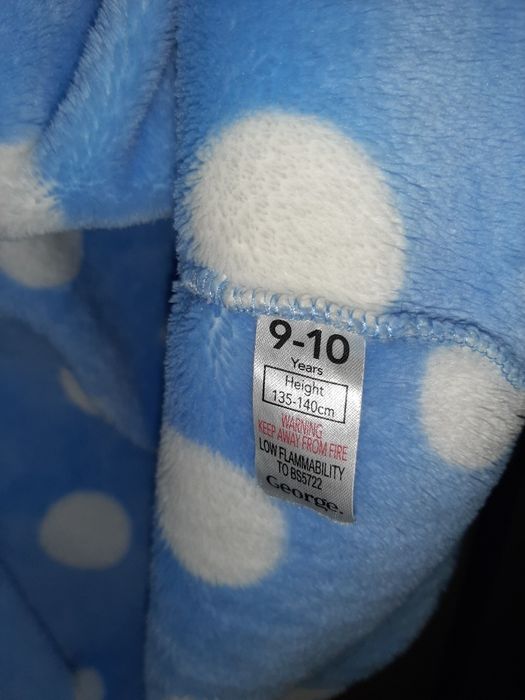 9-10
Years
Height
135-140cm
WARNING
KEEP AWAY FROM FIRE
LOW FLAMMABILITY
TO BS5722
George.